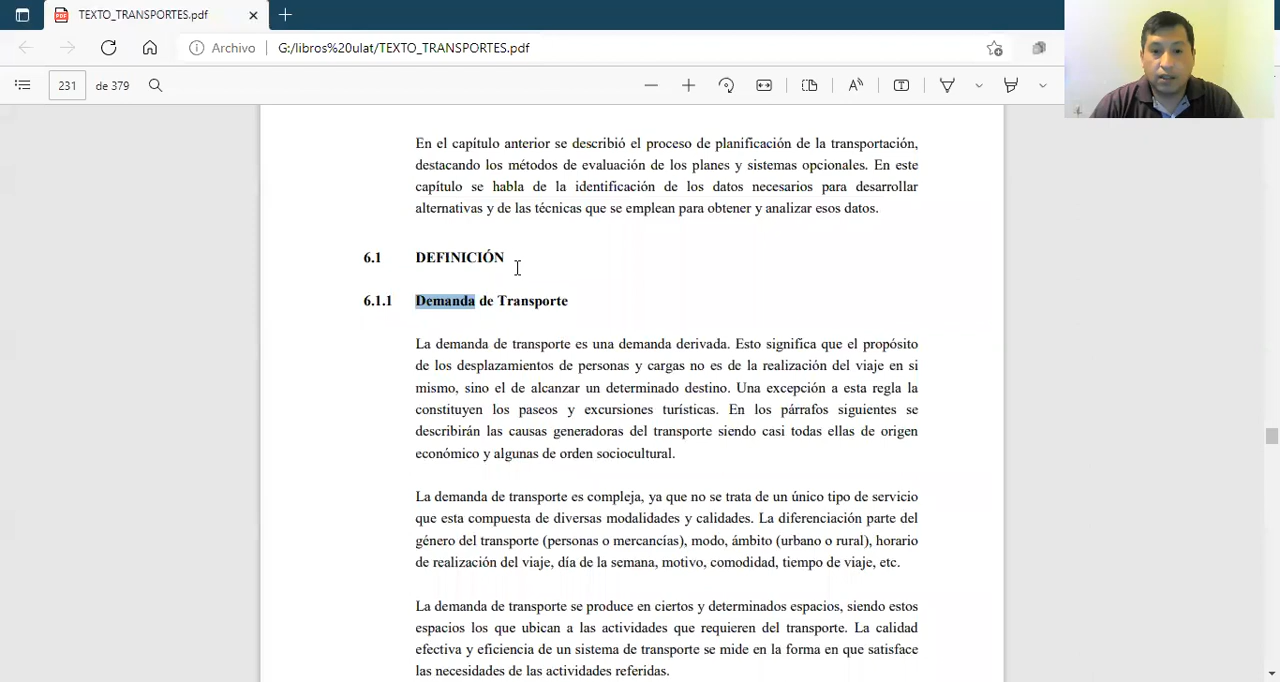 TEXTO_TRANSPORTES.pdf
Archivo G:/libros%20ulat/TEXTO_TRANSPORTES.pdf
231 de 379
En el capítulo anterior se describió el proceso de planificación de la transportación,
destacando los métodos de evaluación de los planes y sistemas opcionales. En este
capítulo se habla de la identificación de los datos necesarios para desarrollar
alternativas y de las técnicas que se emplean para obtener y analizar esos datos.
6.1 DEFINICIÓN
6.1.1 Demanda de Transporte
La demanda de transporte es una demanda derivada. Esto significa que el propósito
de los desplazamientos de personas y cargas no es de la realización del viaje en si
mismo, sino el de alcanzar un determinado destino. Una excepción a esta regla la
constituyen los paseos y excursiones turísticas. En los párrafos siguientes se
describirán las causas generadoras del transporte siendo casi todas ellas de origen
económico y algunas de orden sociocultural.
La demanda de transporte es compleja, ya que no se trata de un único tipo de servicio
que esta compuesta de diversas modalidades y calidades. La diferenciación parte del
género del transporte (personas o mercancías), modo, ámbito (urbano o rural), horario
de realización del viaje, día de la semana, motivo, comodidad, tiempo de viaje, etc.
La demanda de transporte se produce en ciertos y determinados espacios, siendo estos
espacios los que ubican a las actividades que requieren del transporte. La calidad
efectiva y eficiencia de un sistema de transporte se mide en la forma en que satisface
las necesidades de las actividades referidas.